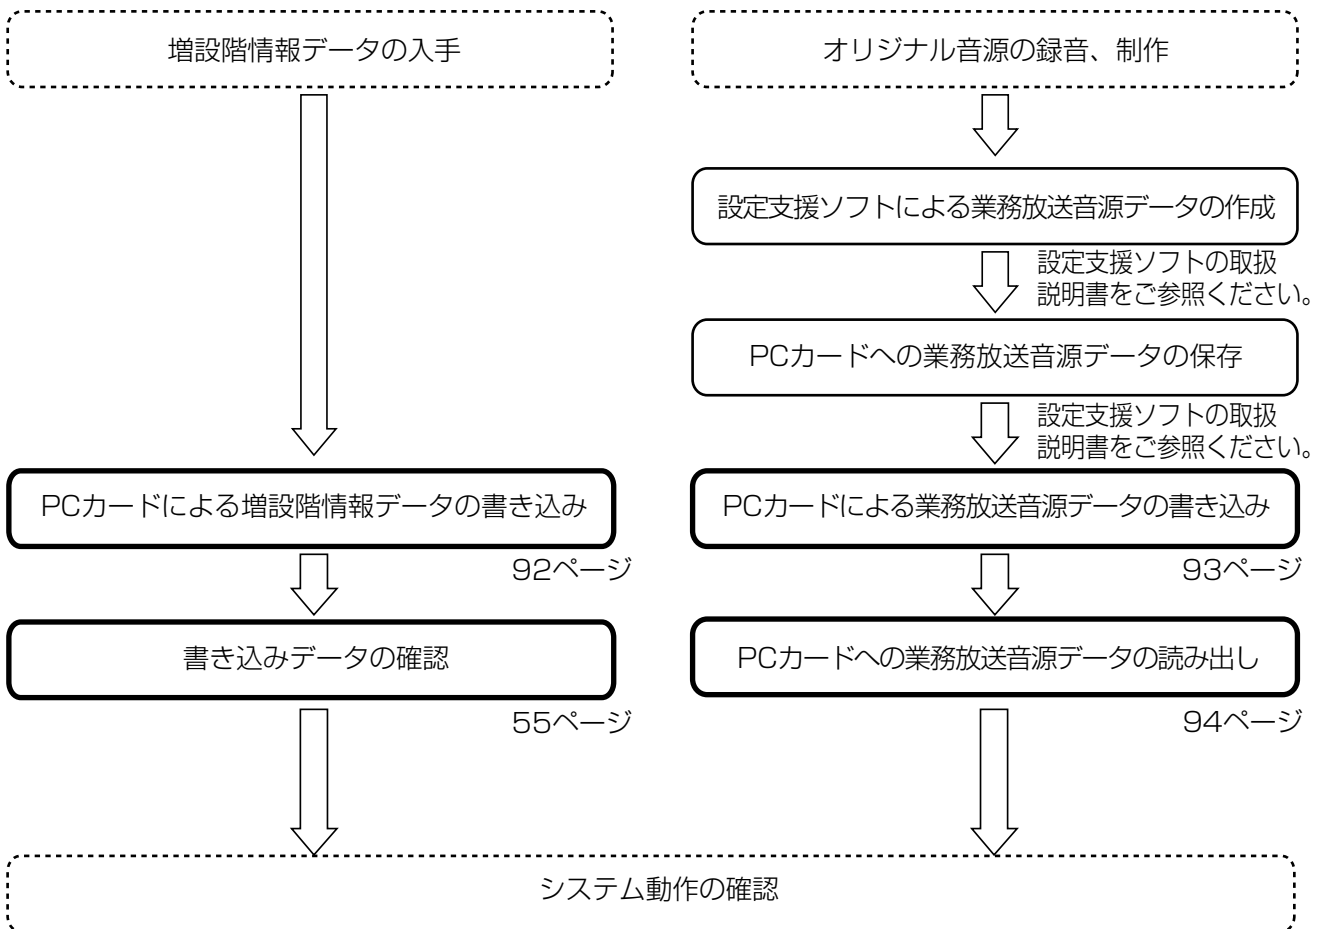 増設階情報データの入手
オリジナル音源の録音、制作
設定支援ソフトによる業務放送音源データの作成
設定支援ソフトの取扱
説明書をご参照ください。
PCカードへの業務放送音源データの保存
設定支援ソフトの取扱
説明書をご参照ください。
PCカードによる増設階情報データの書き込み
92ページ
PCカードによる業務放送音源データの書き込み
93ページ
書き込みデータの確認
55ページ
PCカードへの業務放送音源データの読み出し
94ページ
システム動作の確認